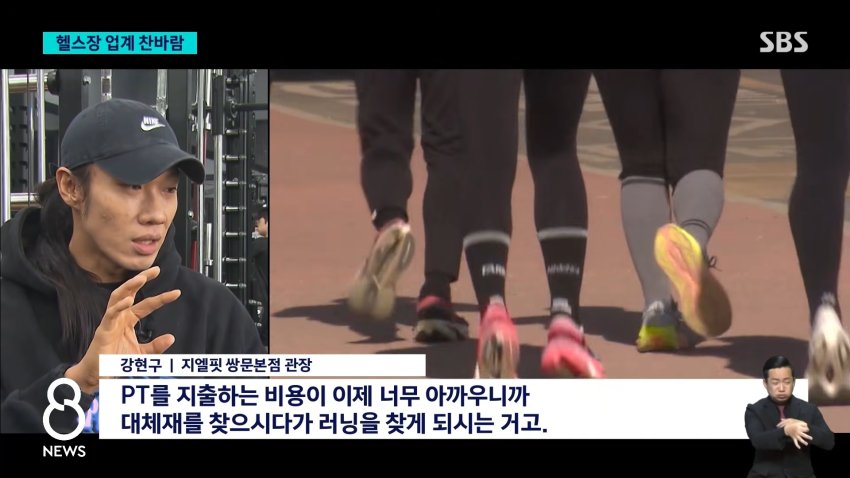 헬스장 업계 찬바람
SBS
NIKE
강현구 | 지엘핏 쌍문본점 관장
PT를 지출하는 비용이 이제 너무 아까우니까
대체재를 찾으시다가 러닝을 찾게 되시는 거고.
8
NEWS